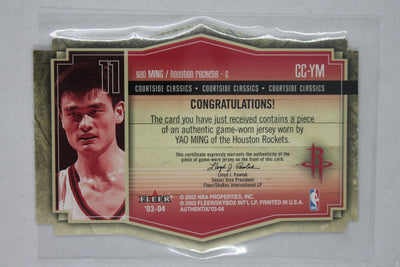 11
yao MING / houston rockets - c
CC-YM
COURTSIDE CLASSICS • COURTSIDE CLASSICS • COURTSIDE CLASSICS
CONGRATULATIONS!
The card you have just received contains a piece
of an authentic game-worn jersey worn by
YAO MING of the Houston Rockets.
This certificate expressly warrants the authenticity of the
piece of game-worn jersey on the front of this card.
Lloyd J. Pawlak
Lloyd J. Pawlak
Senior Vice President
Fleer/SkyBox International LP
R
FLEER
'03-04
© 2003 NBA PROPERTIES, INC.
© 2003 FLEER/SKYBOX INT'L LP, PRINTED IN U.S.A.
AUTHENTIX/03-04
NBA